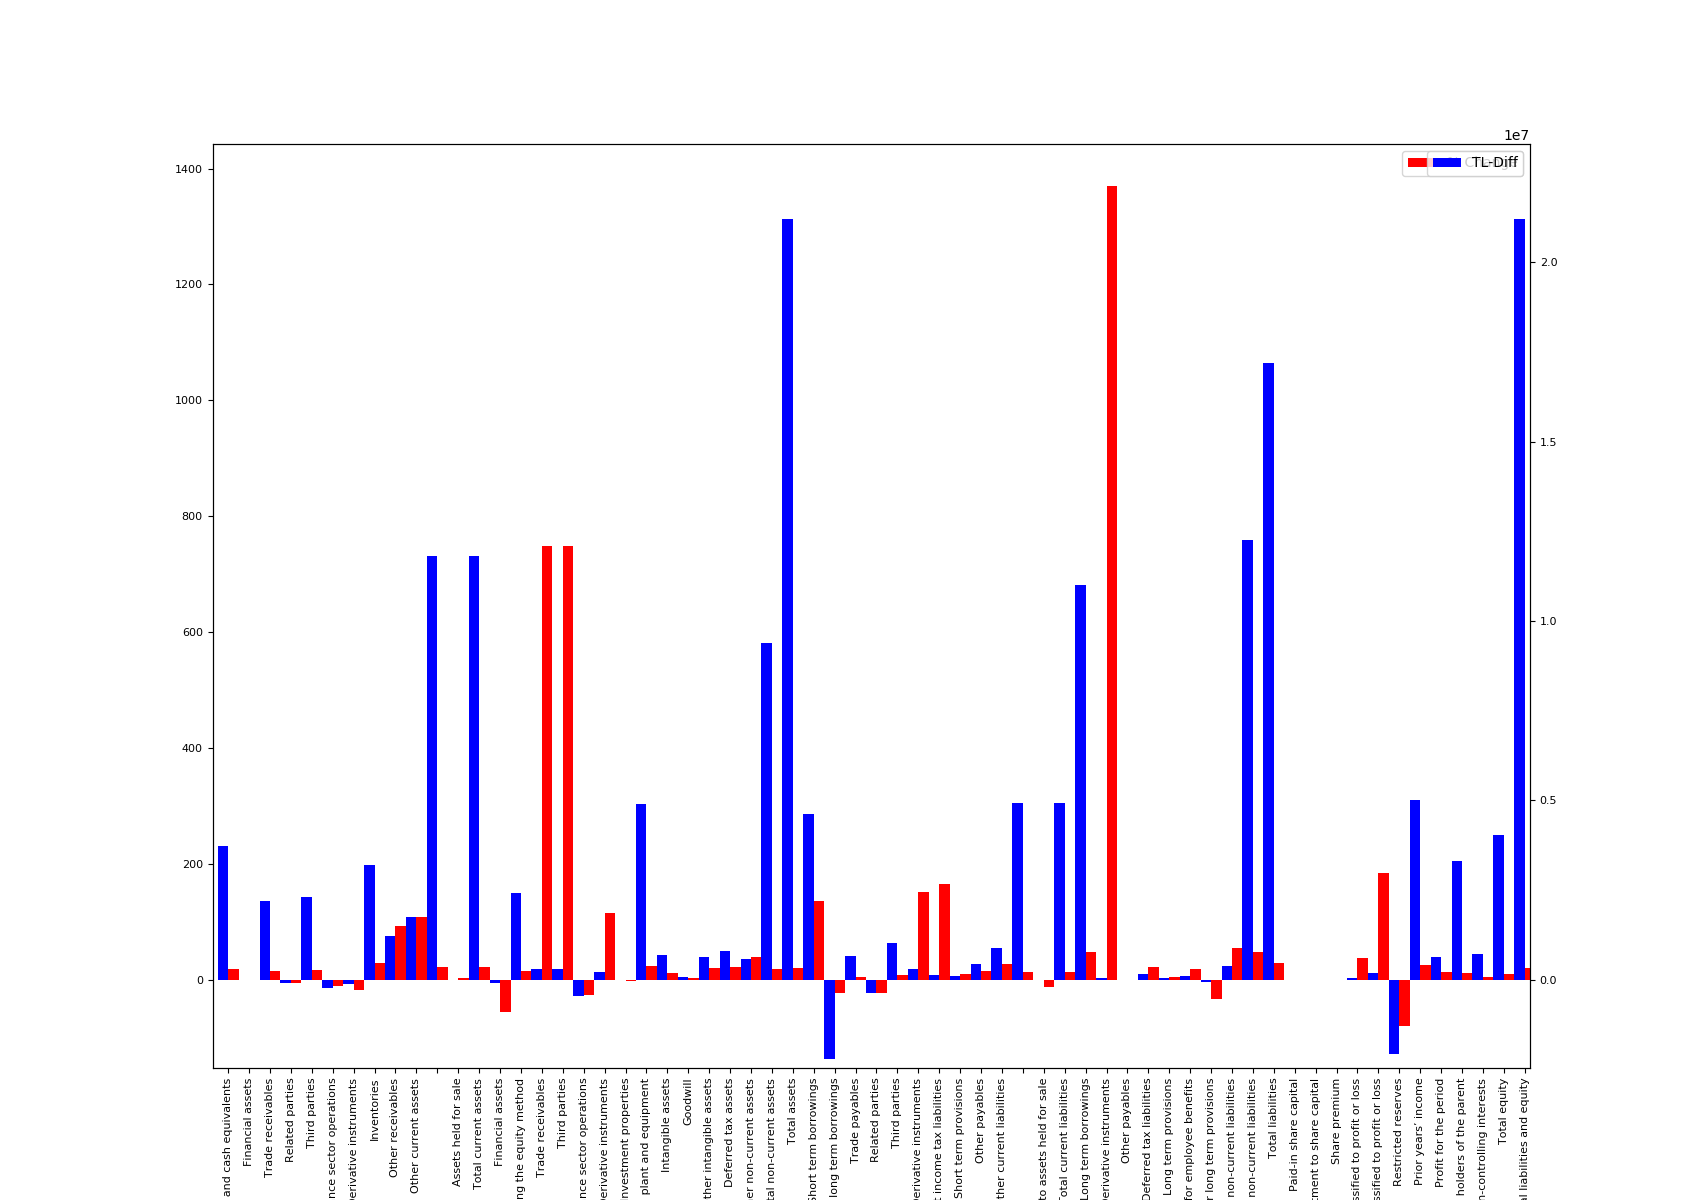 1e7
TL-Diff
1400
1200
1000
800
600
400
200
0
2.0
1.5
1.0
0.5
0.0
and cash equivalents
Financial assets
Trade receivables
Related parties
Third parties
nce sector operations
erivative instruments
Inventories
Other receivables
Other current assets
Assets held for sale
Total current assets
Financial assets
ng the equity method
Trade receivables
Third parties
nce sector operations
erivative instruments
nvestment properties
plant and equipment
Intangible assets
Goodwill
ther intangible assets
Deferred tax assets
er non-current assets
tal non-current assets
Total assets
Short term borrowings
long term borrowings
Trade payables
Related parties
Third parties
erivative instruments
t income tax liabilities
Short term provisions
Other payables
ther current liabilities
to assets held for sale
Total current liabilities
Long term borrowings
erivative instruments
Other payables
Deferred tax liabilities
Long term provisions
for employee benefits
r long term provisions
non-current liabilities
non-current liabilities
Total liabilities
Paid-in share capital
tment to share capital
Share premium
ssified to profit or loss
ssified to profit or loss
Restricted reserves
Prior years' income
Profit for the period
holders of the parent
n-controlling interests
Total equity
al liabilities and equity